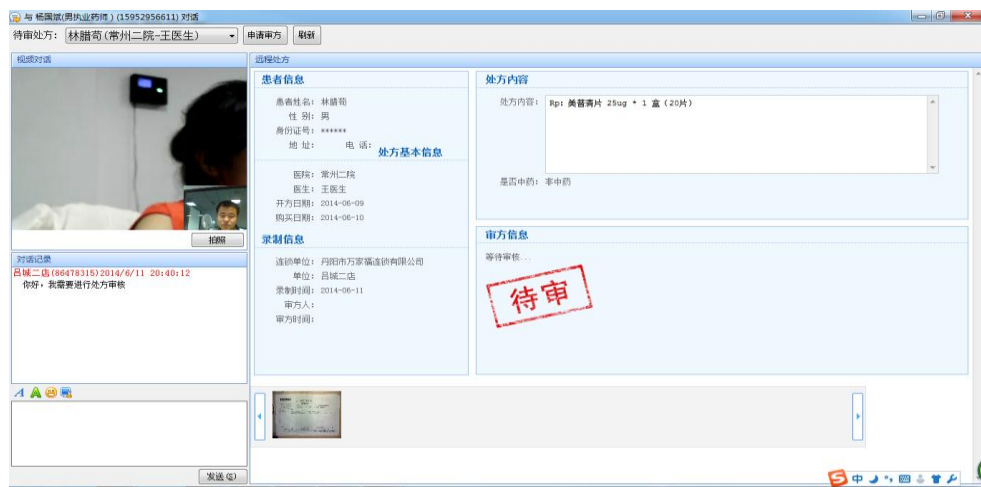 与 杨国斌(男执业药师 ) (15952956611) 对话
待审处方: 林腊苟(常州二院-王医生) 申请审方 刷新
视频对话
拍照
对话记录
吕城二店(86478315)2014/6/11 20:40:12
你好，我需要进行处方审核
发送(S)
远程处方
患者信息
患者姓名: 林腊苟
性 别: 男
身份证号: ******
地 址: 电 话:
处方基本信息
医院: 常州二院
医生: 王医生
开方日期: 2014-06-09
购买日期: 2014-06-10
录制信息
连锁单位: 丹阳市万家福连锁有限公司
单位: 吕城二店
录制时间: 2014-06-11
审方人:
审方时间:
处方内容
处方内容: Rp: 美普清片 25ug * 1 盒 (20片)
是否中药: 非中药
审方信息
等待审核...
待审
中